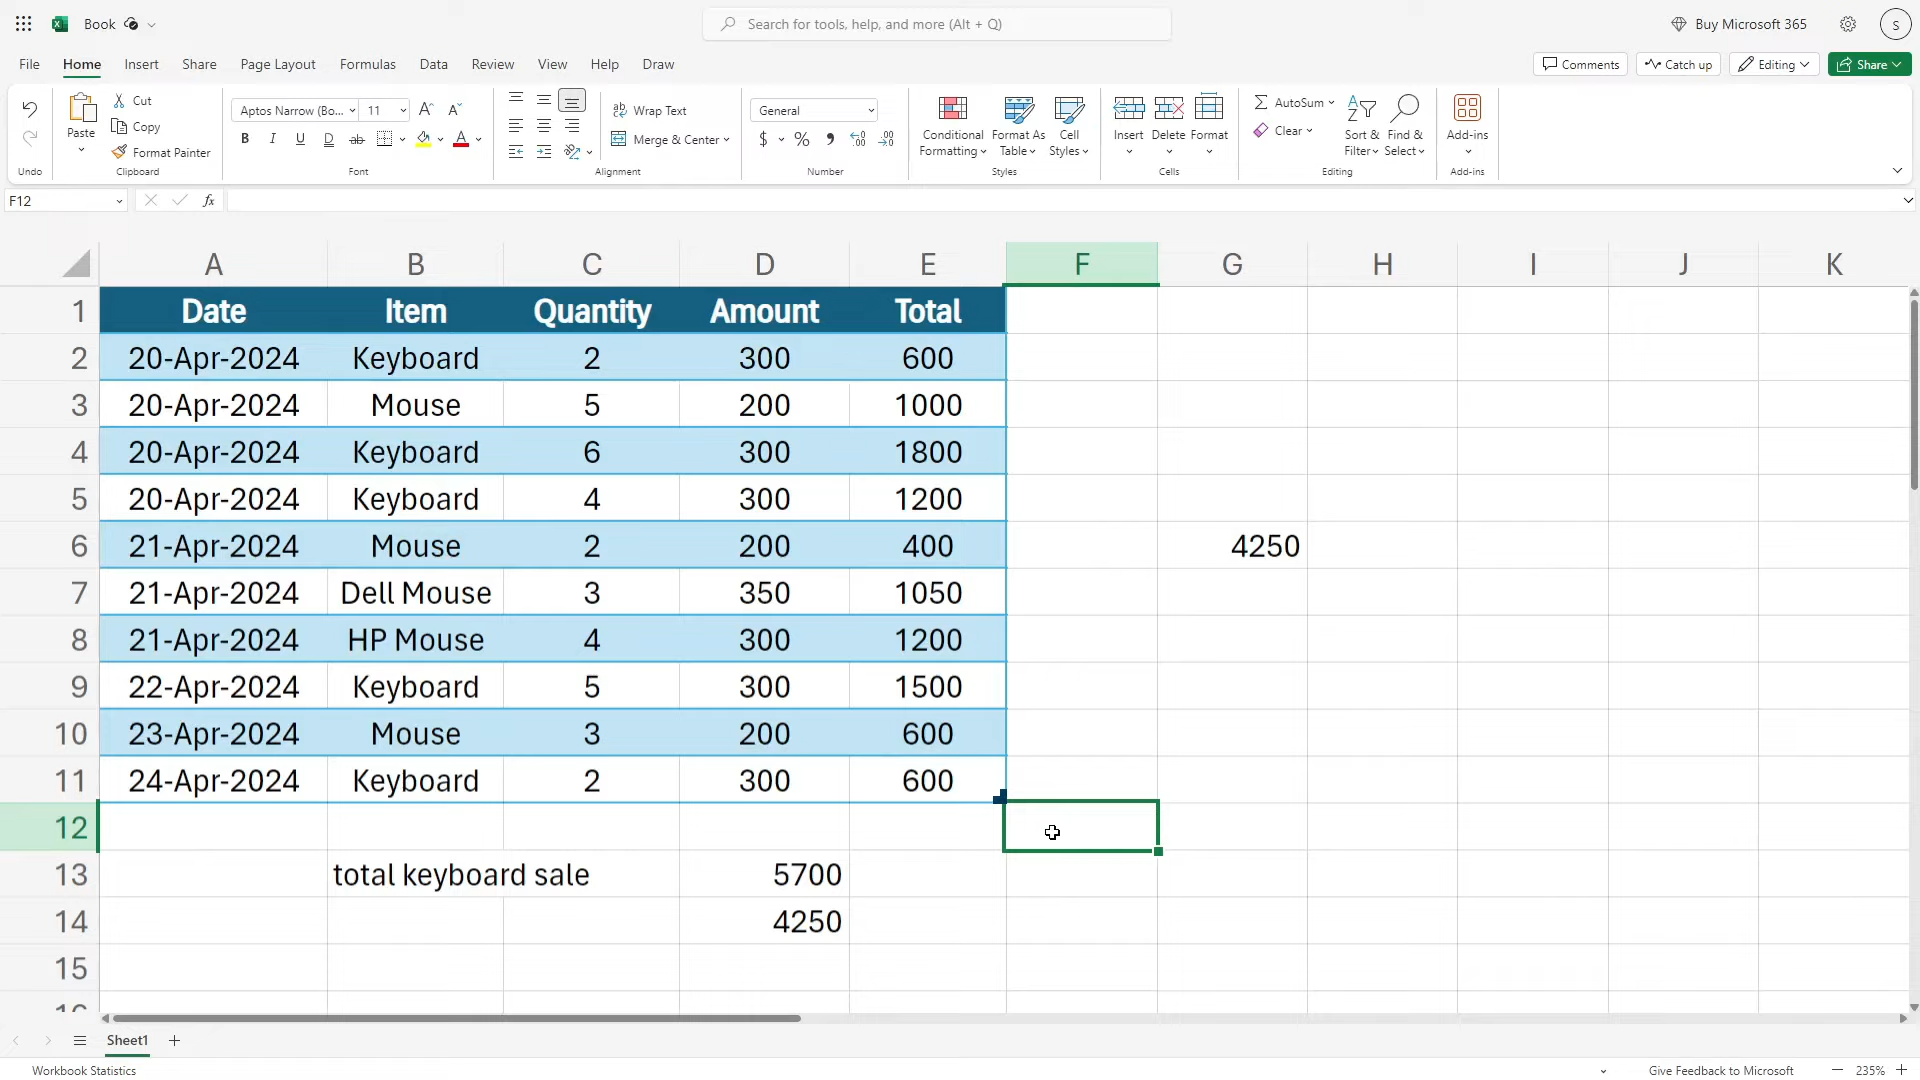 Book
Search for tools, help, and more (Alt + Q)
Buy Microsoft 365
S
File Home Insert Share Page Layout Formulas Data Review View Help Draw
Comments Catch up Editing Share
Paste
Cut
Copy
Format Painter
Aptos Narrow (Bo... 11
B I U D ab
A
Wrap Text
Merge & Center
General
$ % 9 .00 .00
Conditional Formatting
Format As Table
Cell Styles
Insert Delete Format
AutoSum
Clear
Sort & Filter
Find & Select
Add-ins
Undo Clipboard Font Alignment Number Styles Cells Editing Add-ins
F12 fx
A B C D E F G H I J K
1 Date Item Quantity Amount Total
2 20-Apr-2024 Keyboard 2 300 600
3 20-Apr-2024 Mouse 5 200 1000
4 20-Apr-2024 Keyboard 6 300 1800
5 20-Apr-2024 Keyboard 4 300 1200
6 21-Apr-2024 Mouse 2 200 400 4250
7 21-Apr-2024 Dell Mouse 3 350 1050
8 21-Apr-2024 HP Mouse 4 300 1200
9 22-Apr-2024 Keyboard 5 300 1500
10 23-Apr-2024 Mouse 3 200 600
11 24-Apr-2024 Keyboard 2 300 600
12
13 total keyboard sale 5700
14 4250
15
Sheet1
Workbook Statistics
Give Feedback to Microsoft 235%